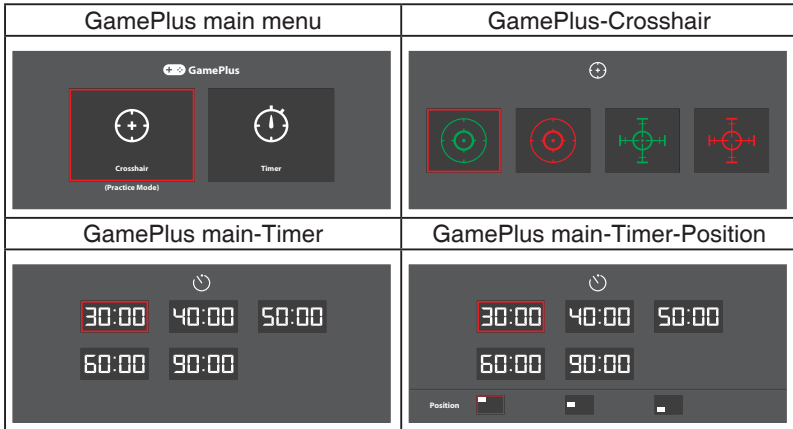 GamePlus main menu
GamePlus-Crosshair
GamePlus
Crosshair
Timer
(Practice Mode)
GamePlus main-Timer
GamePlus main-Timer-Position
30:00 40:00 50:00
60:00 90:00
30:00 40:00 50:00
60:00 90:00
Position